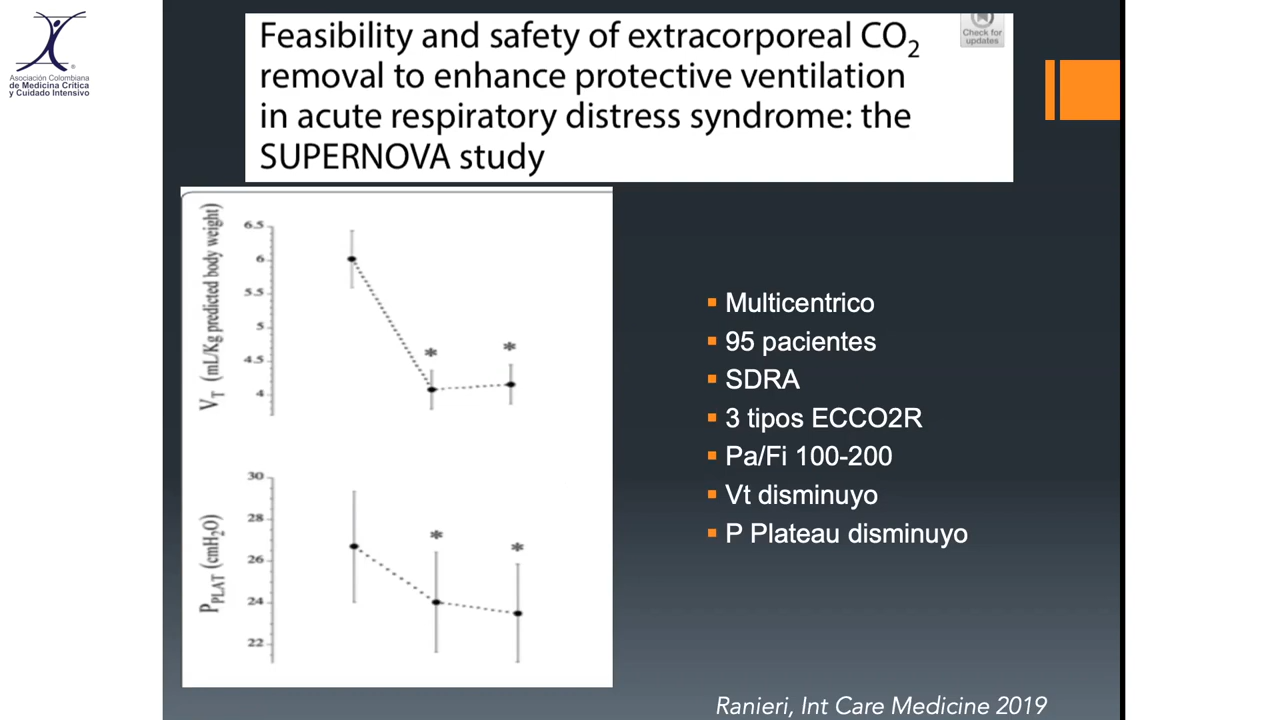 Asociación Colombiana
de Medicina Crítica
y Cuidado Intensivo
Feasibility and safety of extracorporeal CO₂
removal to enhance protective ventilation
in acute respiratory distress syndrome: the
SUPERNOVA study
Check for
updates
V_T (mL/Kg predicted body weight)
6.5
6
5.5
5
4.5
4
*
*
P_PLAT (cmH₂O)
30
28
26
24
22
*
*
Multicentrico
95 pacientes
SDRA
3 tipos ECCO2R
Pa/Fi 100-200
Vt disminuyo
P Plateau disminuyo
Ranieri, Int Care Medicine 2019